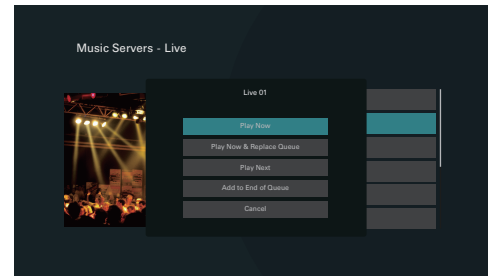 Music Servers - Live
Live 01
Play Now
Play Now & Replace Queue
Play Next
Add to End of Queue
Cancel